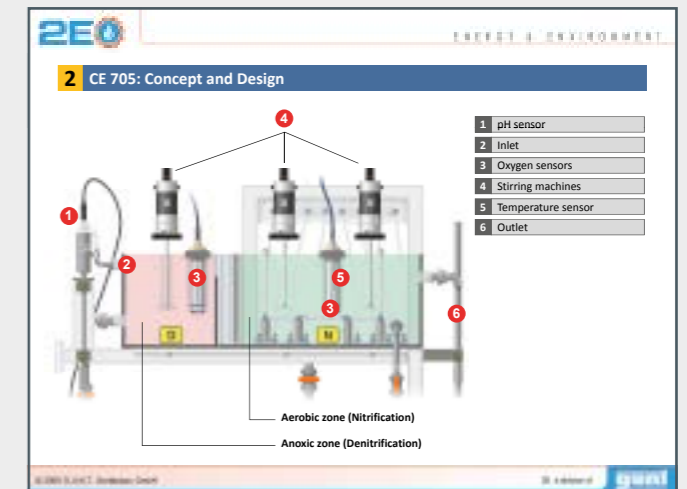 2E
ENERGY & ENVIRONMENT
2 CE 705: Concept and Design
4
1 pH sensor
2 Inlet
3 Oxygen sensors
4 Stirring machines
5 Temperature sensor
6 Outlet
1
2
3
5
3
6
D
N
Aerobic zone (Nitrification)
Anoxic zone (Denitrification)
gunt